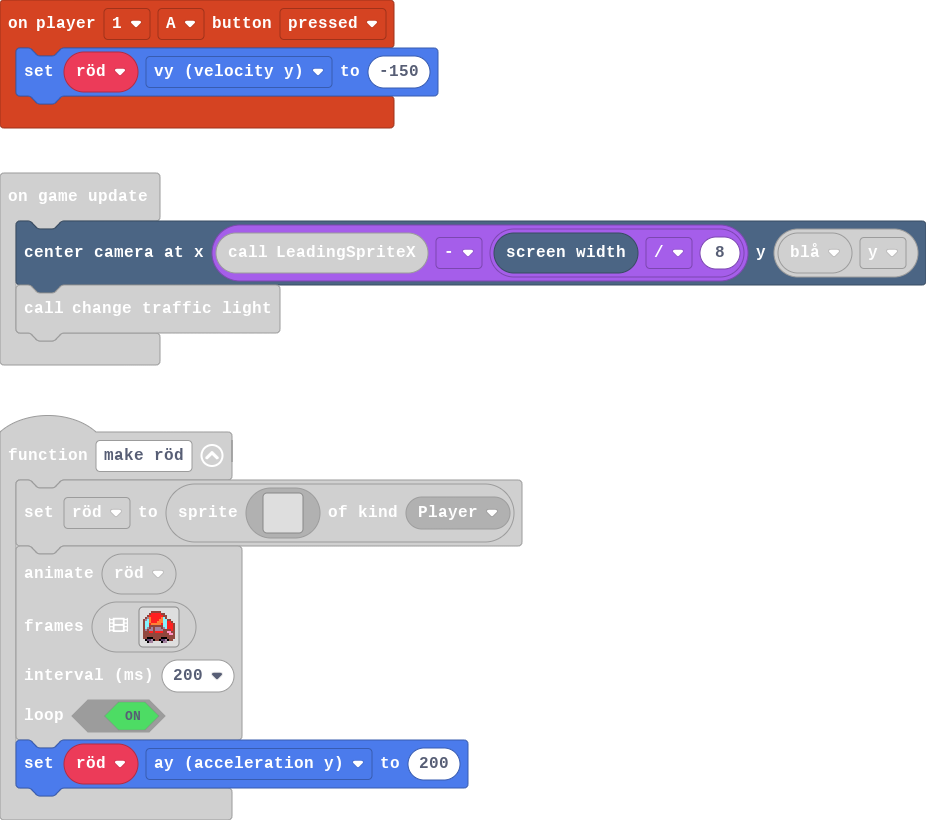 on player 1 A button pressed
set röd vy (velocity y) to -150
on game update
center camera at x call LeadingSpriteX - screen width / 8 y blå y
call change traffic light
function make röd
set röd to sprite of kind Player
animate röd
frames
interval (ms) 200
loop ON
set röd ay (acceleration y) to 200